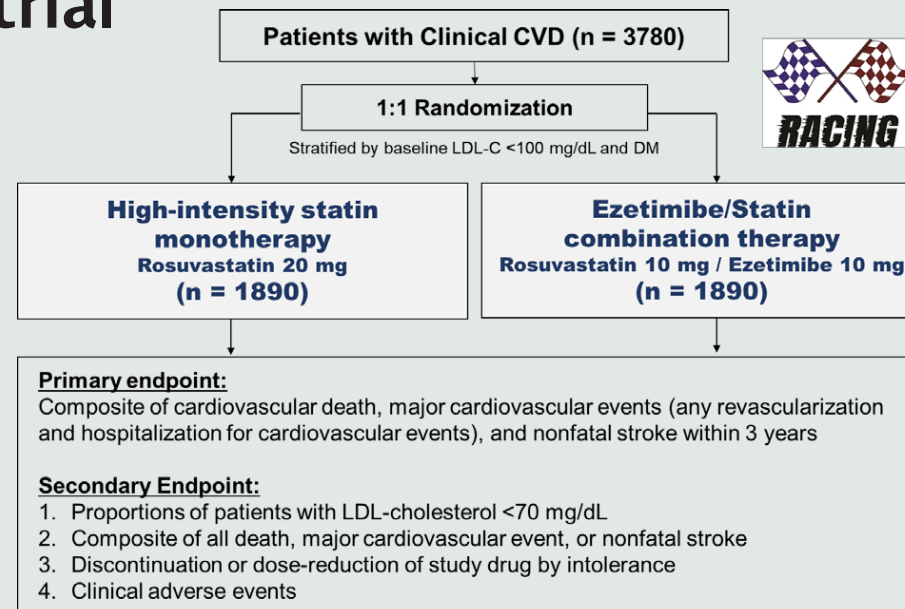 trial
Patients with Clinical CVD (n = 3780)
RACING
1:1 Randomization
Stratified by baseline LDL-C <100 mg/dL and DM
High-intensity statin
monotherapy
Rosuvastatin 20 mg
(n = 1890)
Ezetimibe/Statin
combination therapy
Rosuvastatin 10 mg / Ezetimibe 10 mg
(n = 1890)
Primary endpoint:
Composite of cardiovascular death, major cardiovascular events (any revascularization
and hospitalization for cardiovascular events), and nonfatal stroke within 3 years
Secondary Endpoint:
1. Proportions of patients with LDL-cholesterol <70 mg/dL
2. Composite of all death, major cardiovascular event, or nonfatal stroke
3. Discontinuation or dose-reduction of study drug by intolerance
4. Clinical adverse events